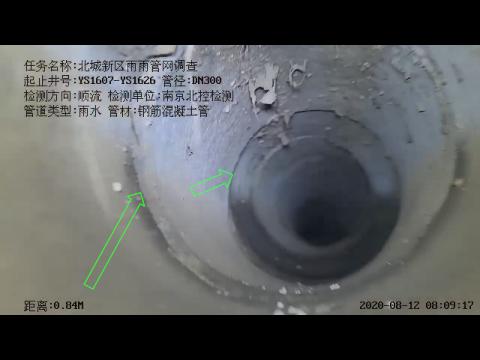 任务名称:北城新区雨雨管网调查
起止井号:YS1607-YS1626 管径:DN300
检测方向:顺流 检测单位;南京北控检测
管道类型:雨水 管材:钢筋混凝土管
距离:0.84M
2020-08-12 08:09:17